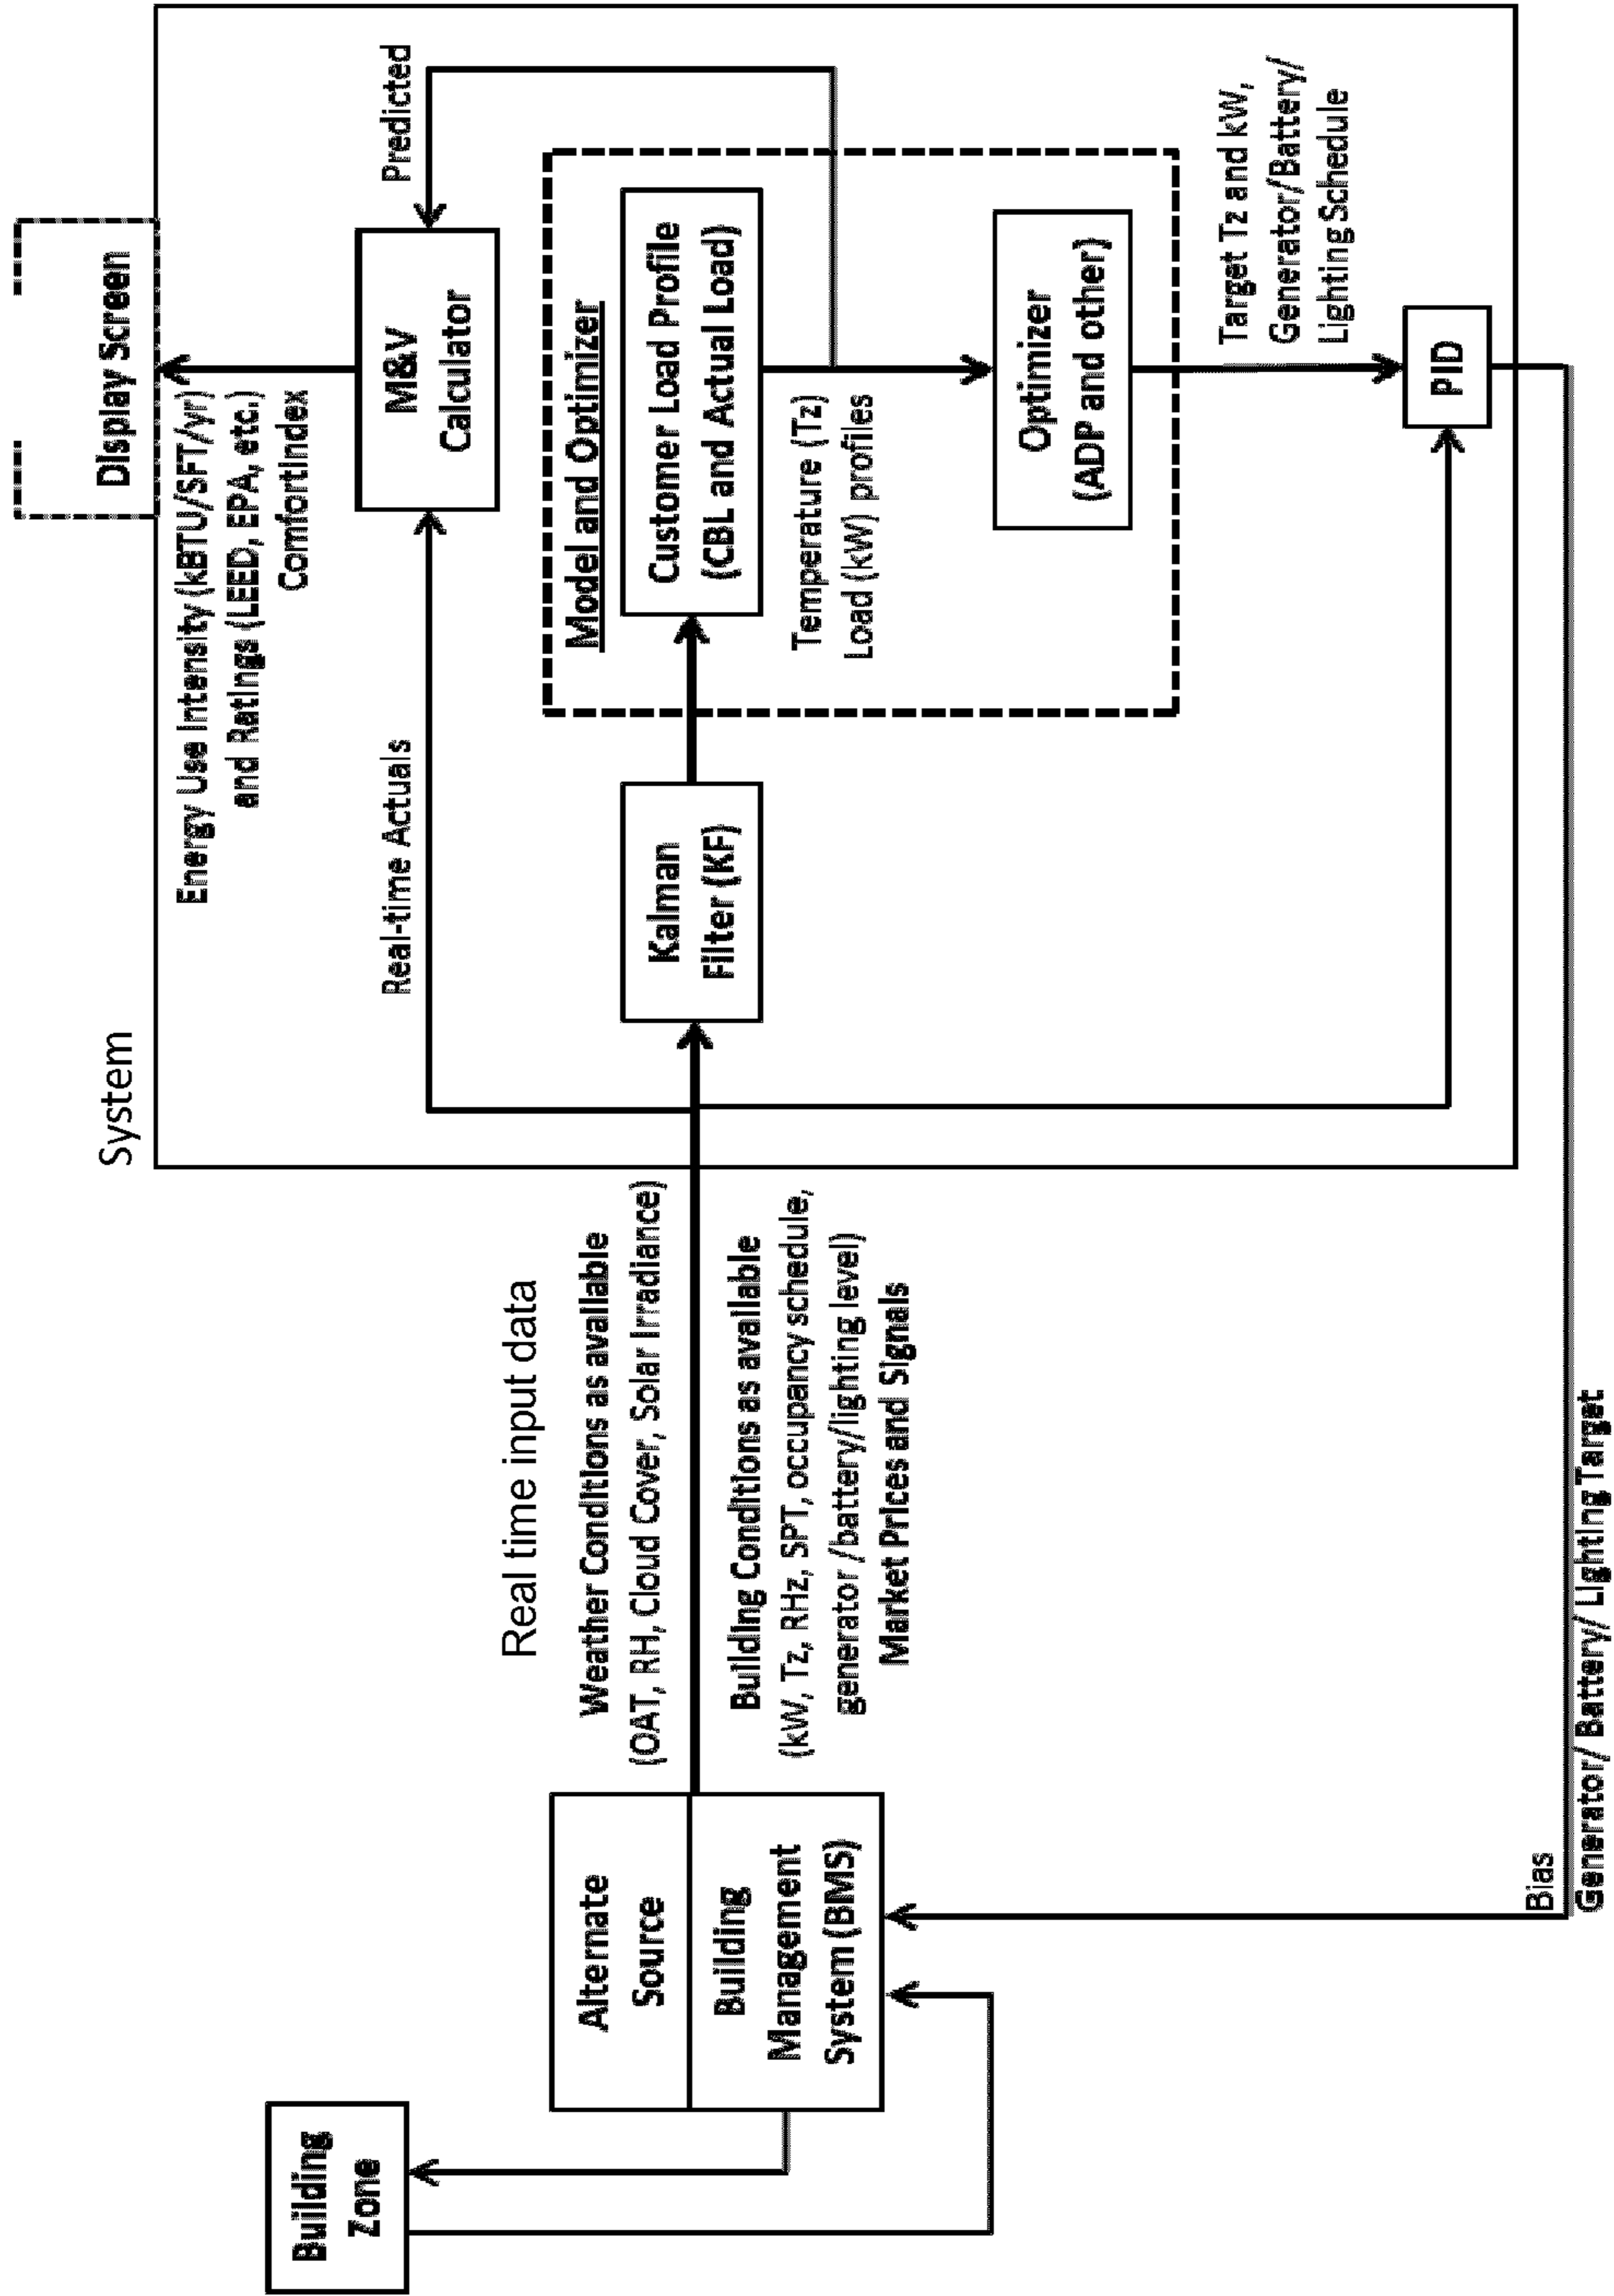 System
Display Screen
Energy Use Intensity (kBTU/SFT/yr)
and Ratings (LEED, EPA, etc.)
ComfortIndex
Real-time Actuals
Predicted
M&V
Calculator
Building
Zone
Real time input data
Weather Conditions as available
(OAT, RH, Cloud Cover, Solar Irradiance)
Building Conditions as available
(kW, Tz, RHz, SPT, occupancy schedule,
generator/battery/lighting level)
Market Prices and Signals
Alternate
Source
Building
Management
System (BMS)
Kalman
Filter (KF)
Model and Optimizer
Customer Load Profile
(CBL and Actual Load)
Temperature (Tz)
Load (kW) profiles
Optimizer
(ADP and other)
Target Tz and kW,
Generator/Battery/
Lighting Schedule
PID
Bias
Generator/ Battery/ Lighting Target